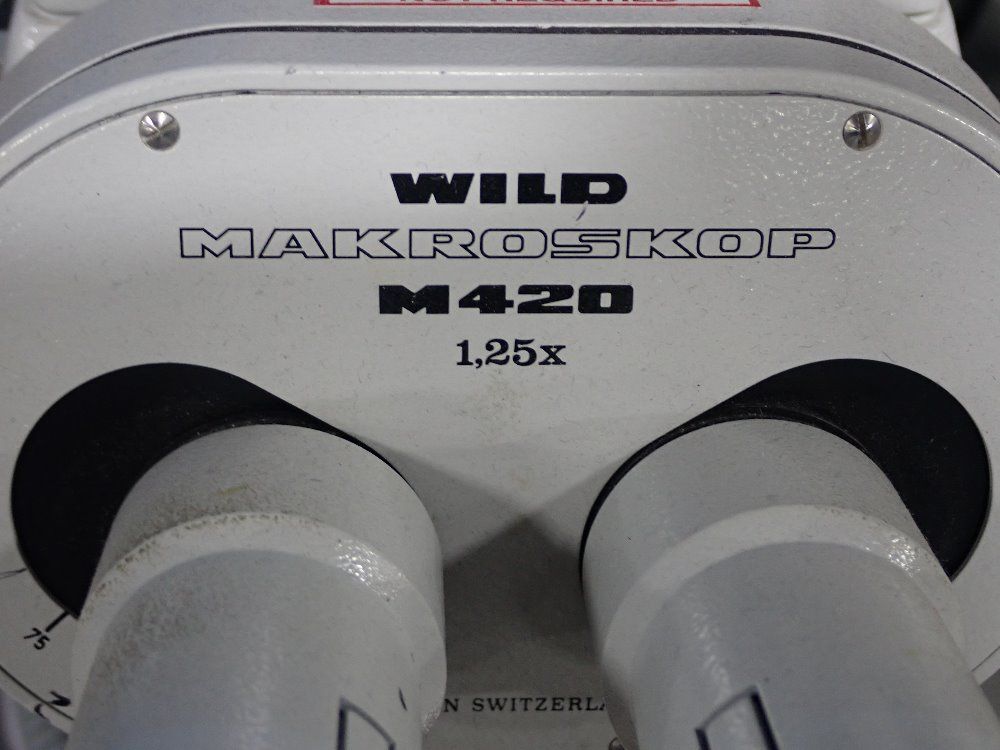 WILD
MAKROSKOP
M420
1,25x
75
SWITZERLA